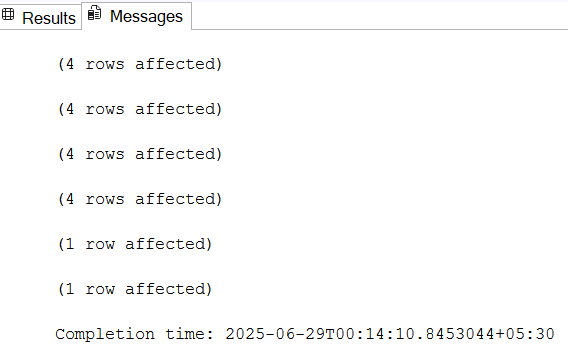 Results Messages
(4 rows affected)
(4 rows affected)
(4 rows affected)
(4 rows affected)
(1 row affected)
(1 row affected)
Completion time: 2025-06-29T00:14:10.8453044+05:30